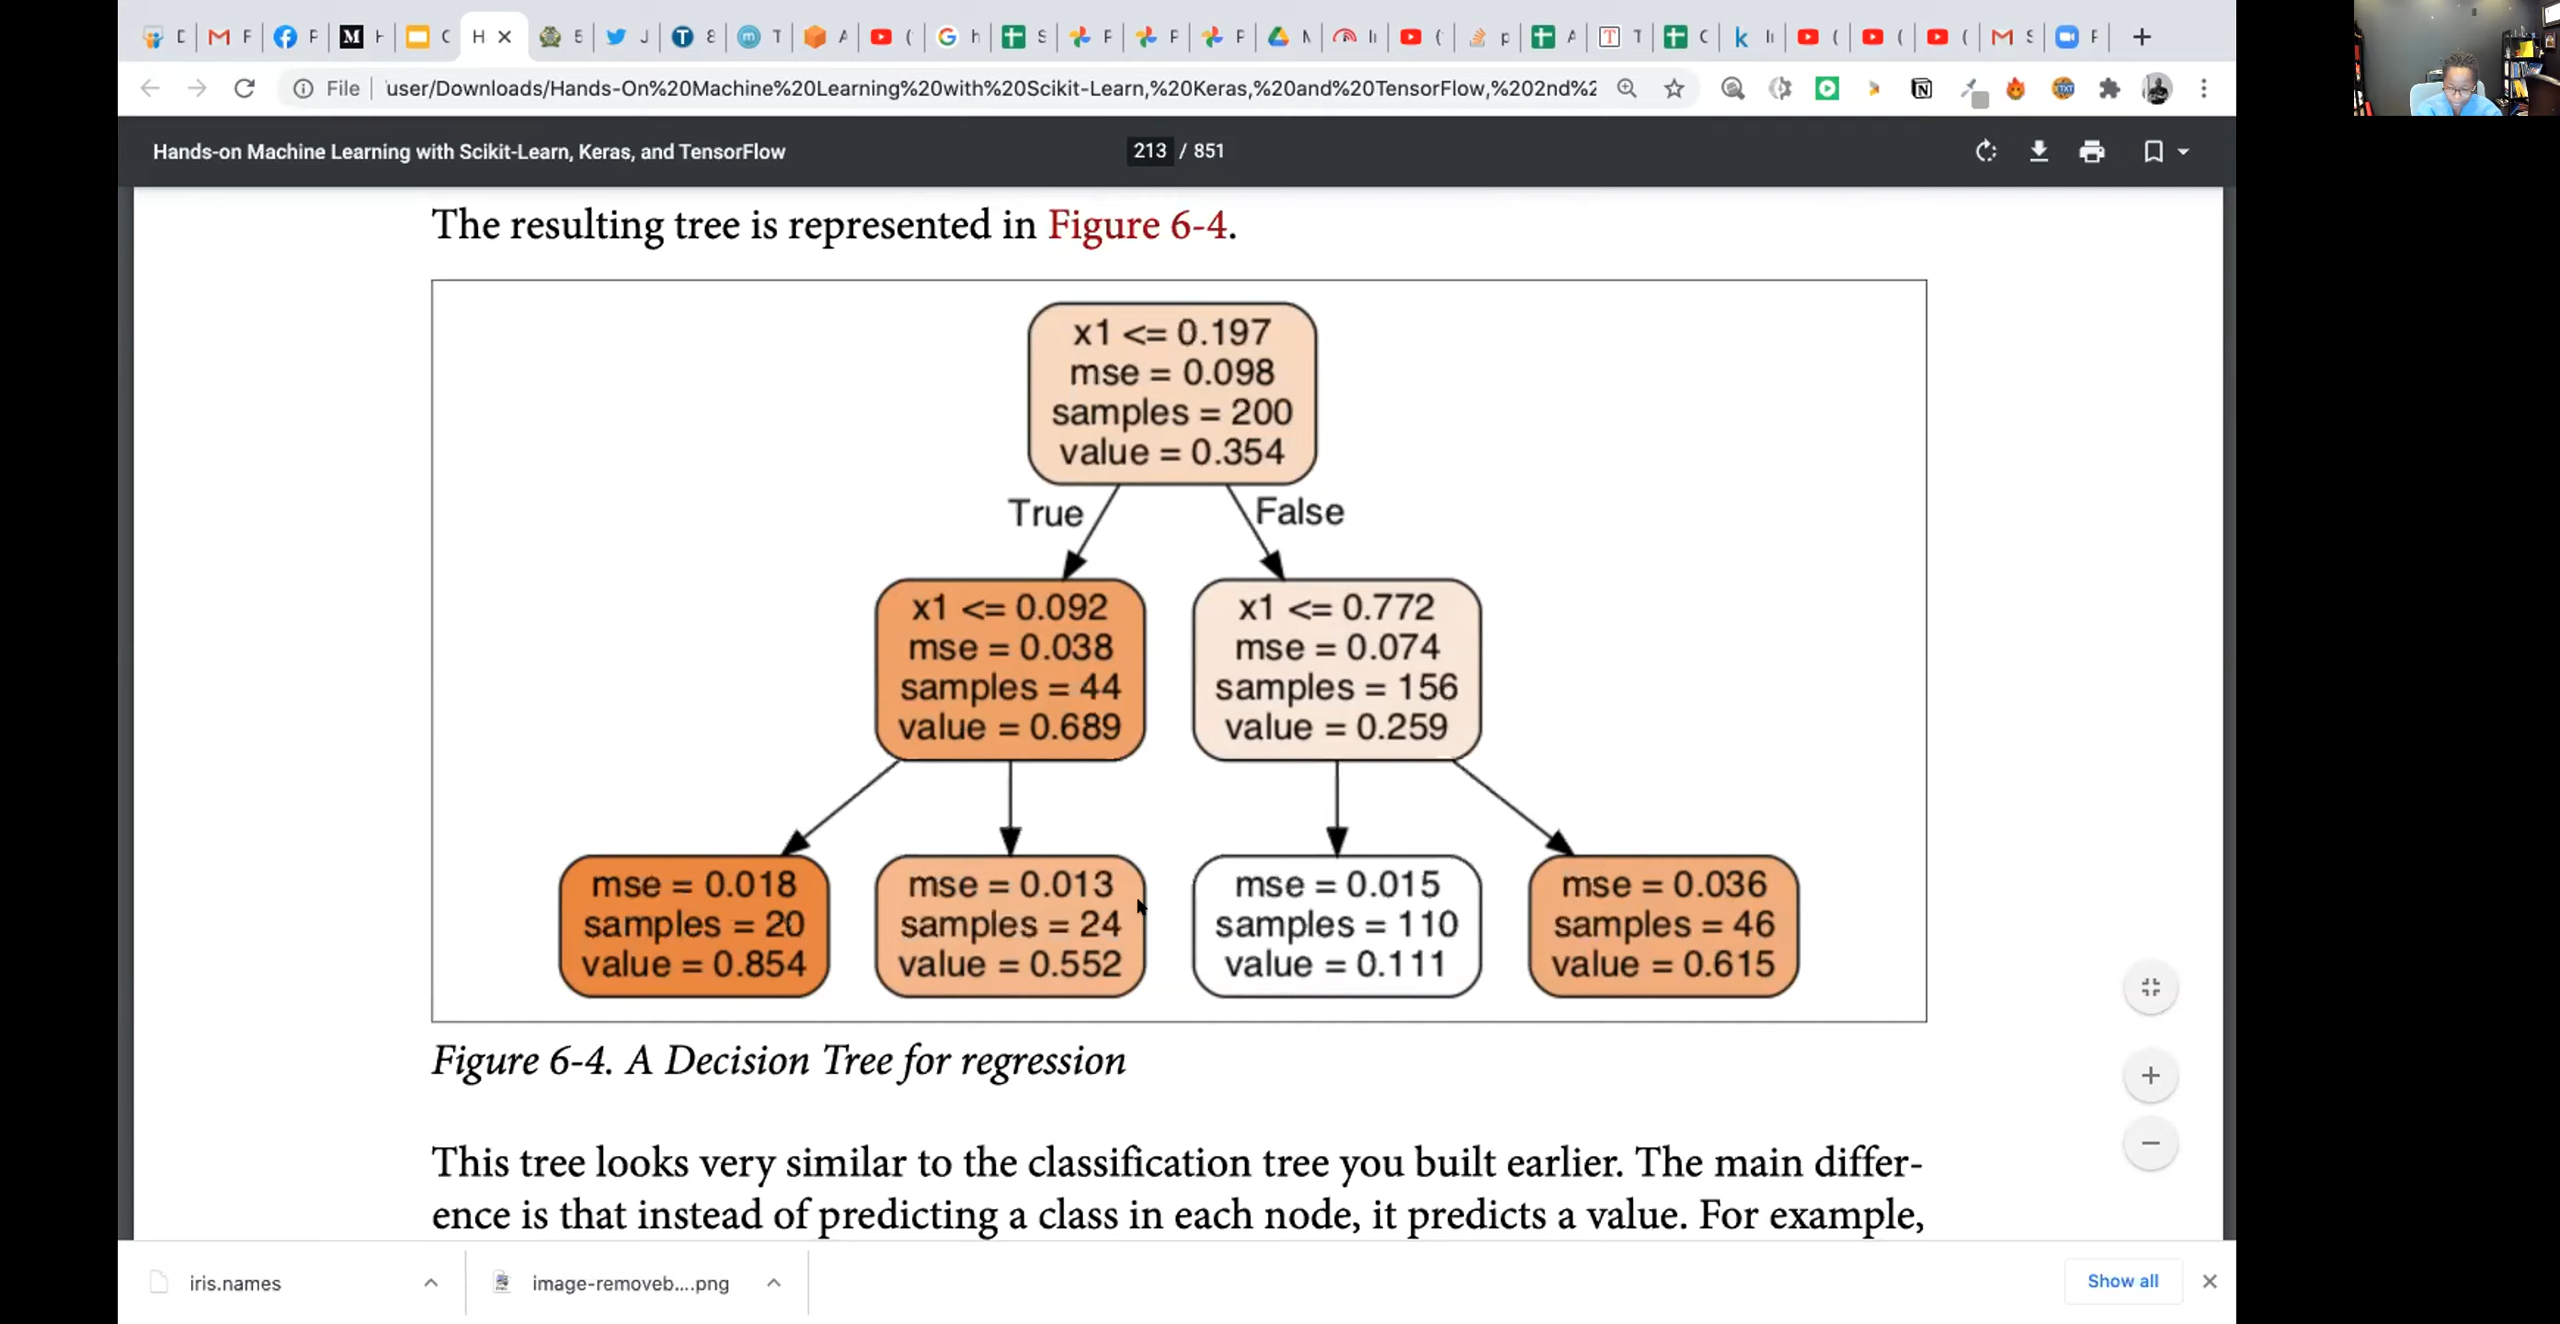 D F F H C H 5 J 8 T A ( h S F F F N Ii ( p A T C Ii ( ( ( S F
File user/Downloads/Hands-On%20Machine%20Learning%20with%20Scikit-Learn,%20Keras,%20and%20TensorFlow,%202nd%2
Hands-on Machine Learning with Scikit-Learn, Keras, and TensorFlow
213 / 851
The resulting tree is represented in Figure 6-4.
x1 <= 0.197
mse = 0.098
samples = 200
value = 0.354
True
False
x1 <= 0.092
mse = 0.038
samples = 44
value = 0.689
x1 <= 0.772
mse = 0.074
samples = 156
value = 0.259
mse = 0.018
samples = 20
value = 0.854
mse = 0.013
samples = 24
value = 0.552
mse = 0.015
samples = 110
value = 0.111
mse = 0.036
samples = 46
value = 0.615
Figure 6-4. A Decision Tree for regression
This tree looks very similar to the classification tree you built earlier. The main differ-
ence is that instead of predicting a class in each node, it predicts a value. For example,
iris.names
image-removeb....png
Show all